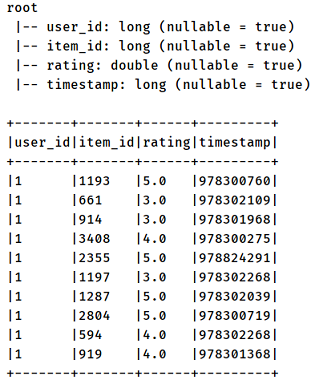 root
 |-- user_id: long (nullable = true)
 |-- item_id: long (nullable = true)
 |-- rating: double (nullable = true)
 |-- timestamp: long (nullable = true)

+-------+-------+------+---------+
|user_id|item_id|rating|timestamp|
+-------+-------+------+---------+
|1      |1193   |5.0   |978300760|
|1      |661    |3.0   |978302109|
|1      |914    |3.0   |978301968|
|1      |3408   |4.0   |978300275|
|1      |2355   |5.0   |978824291|
|1      |1197   |3.0   |978302268|
|1      |1287   |5.0   |978302039|
|1      |2804   |5.0   |978300719|
|1      |594    |4.0   |978302268|
|1      |919    |4.0   |978301368|
+-------+-------+------+---------+